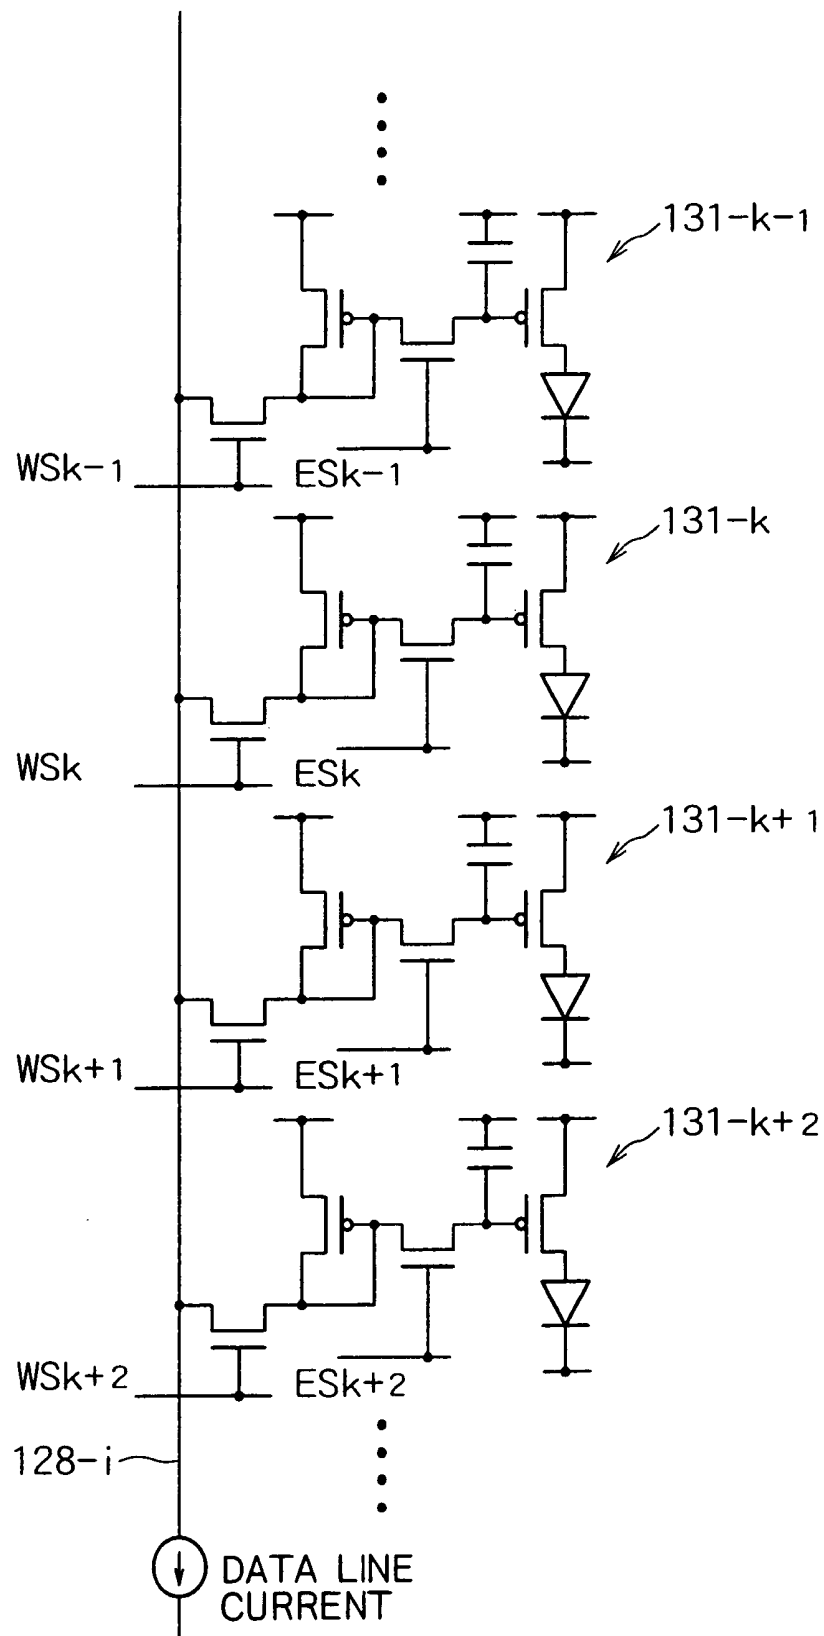 131-k-1
WSk-1
ESk-1
131-k
WSk
ESk
131-k+1
WSk+1
ESk+1
131-k+2
WSk+2
ESk+2
128-i
DATA LINE
CURRENT